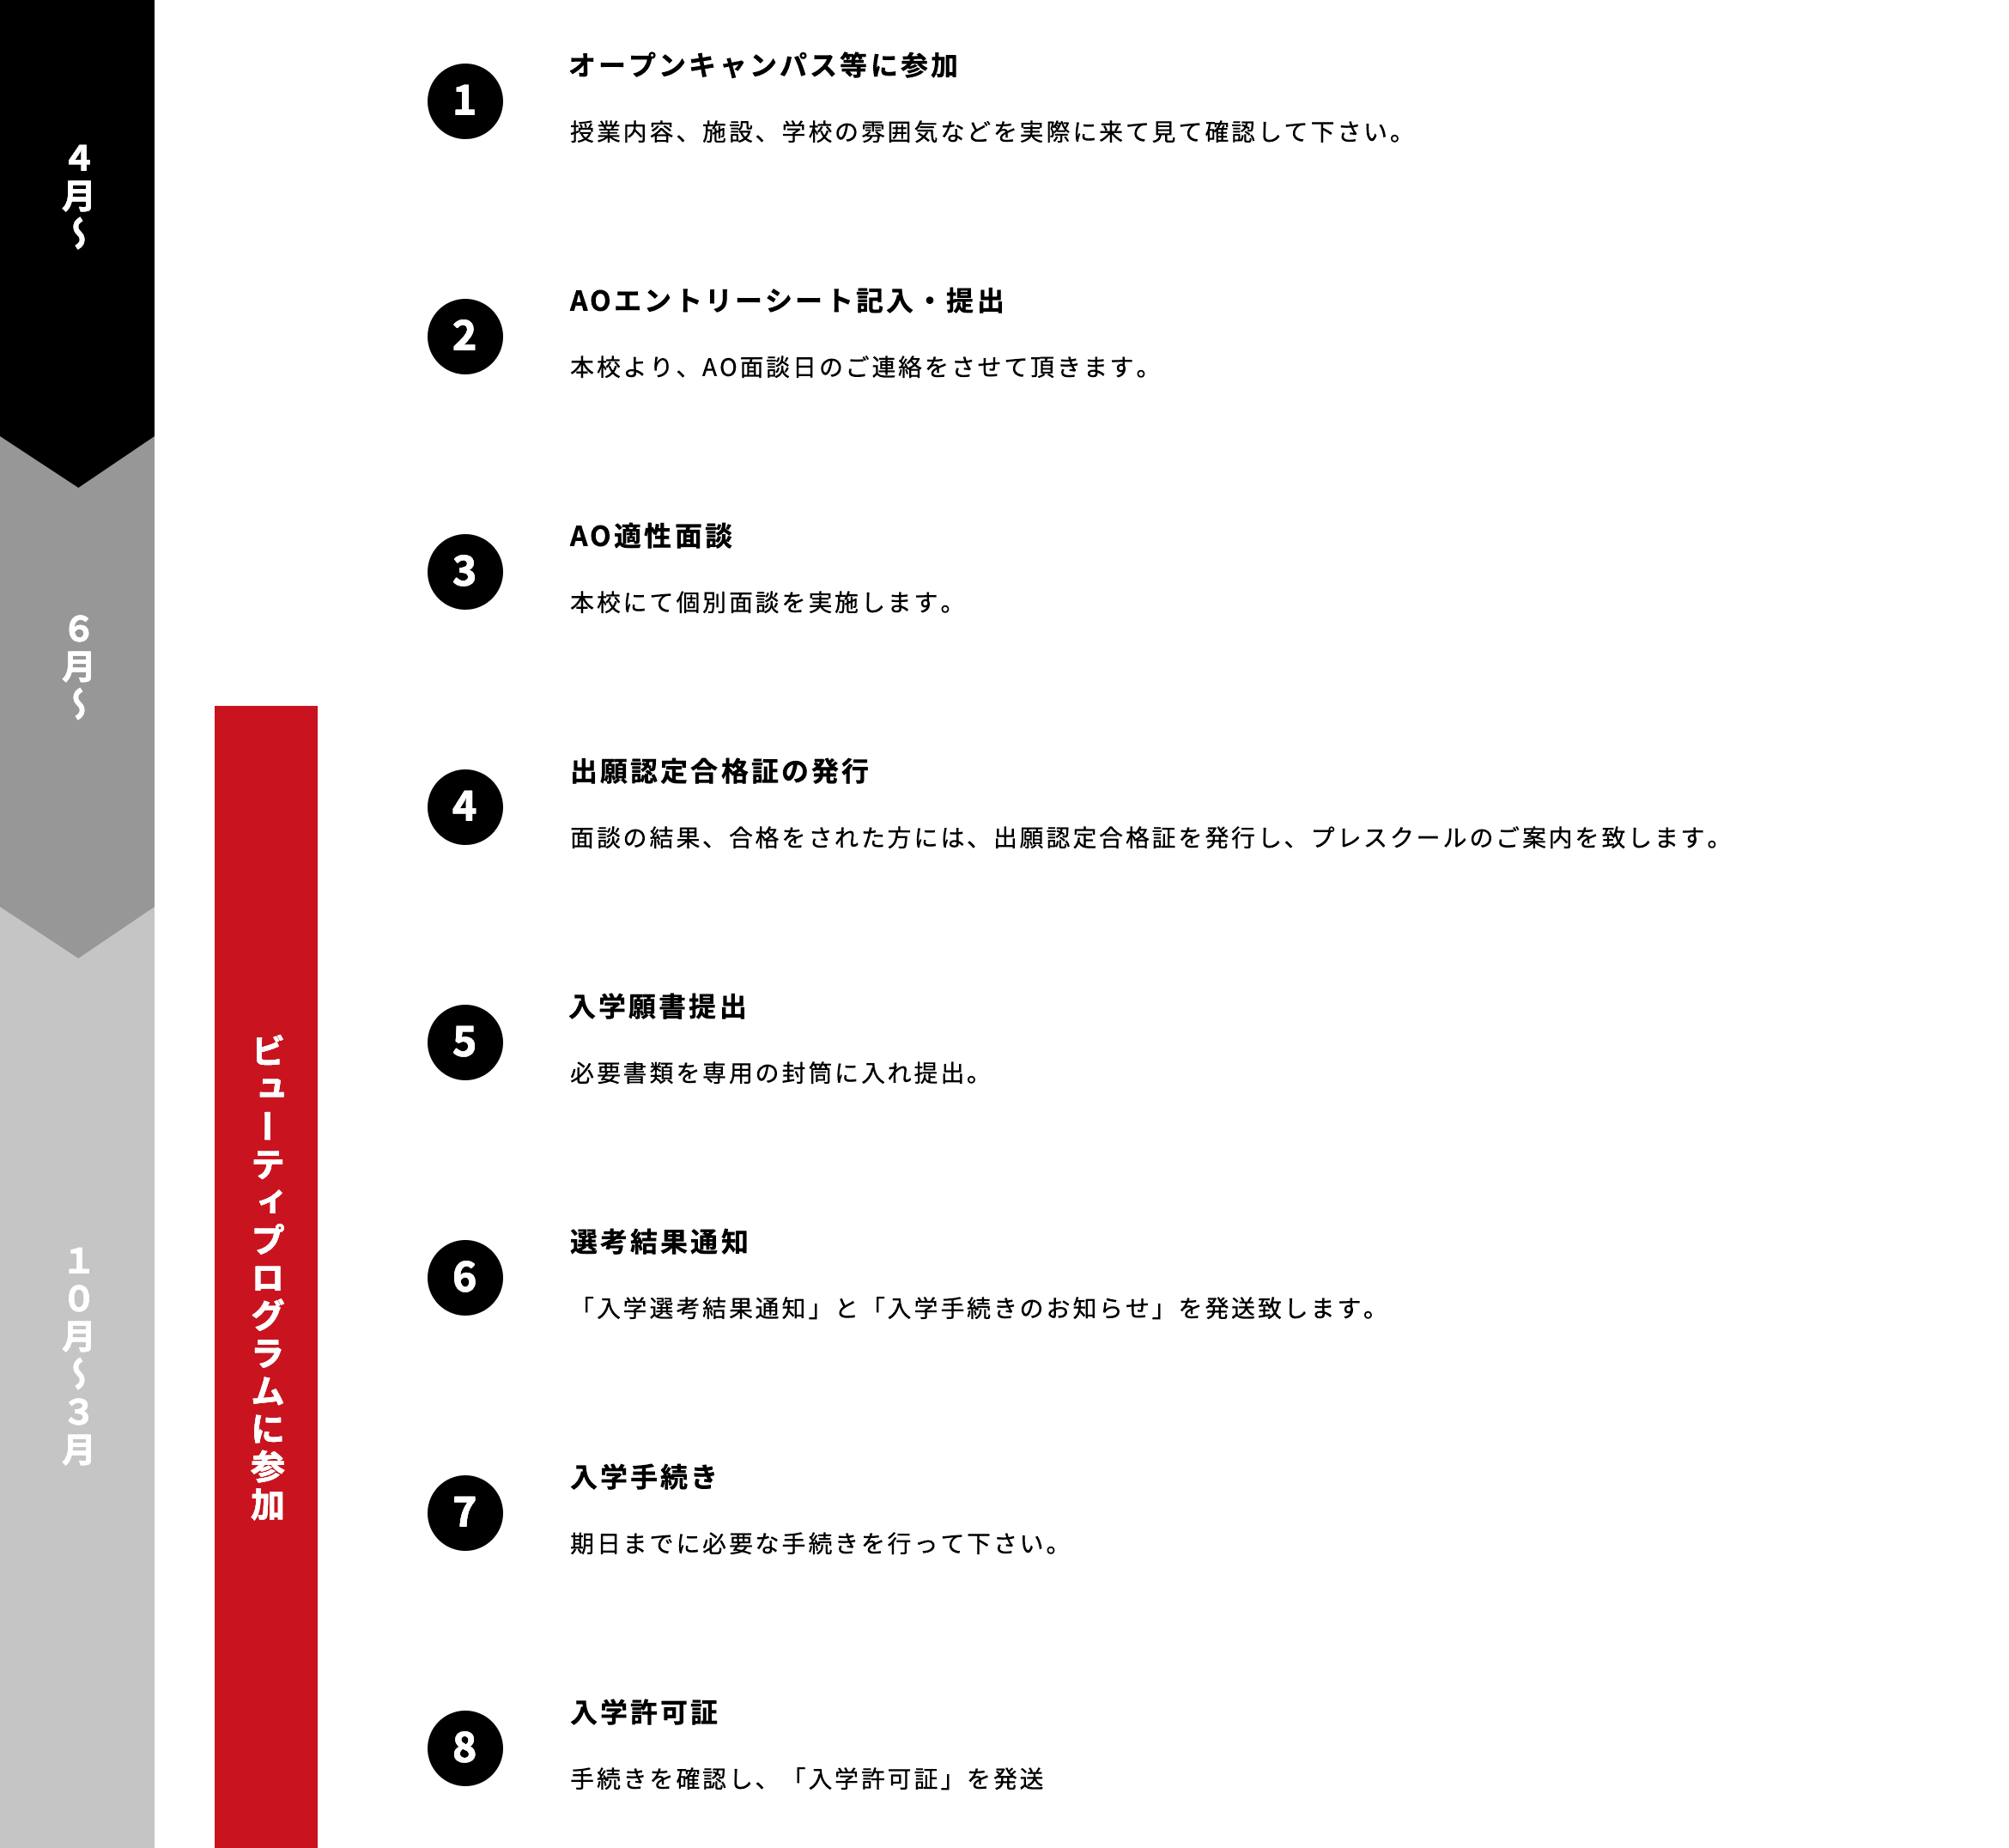 4月～
6月～
10月～3月
ビューティプログラムに参加
1
オープンキャンパス等に参加
授業内容、施設、学校の雰囲気などを実際に来て見て確認して下さい。
2
AOエントリーシート記入・提出
本校より、AO面談日のご連絡をさせて頂きます。
3
AO適性面談
本校にて個別面談を実施します。
4
出願認定合格証の発行
面談の結果、合格をされた方には、出願認定合格証を発行し、プレスクールのご案内を致します。
5
入学願書提出
必要書類を専用の封筒に入れ提出。
6
選考結果通知
「入学選考結果通知」と「入学手続きのお知らせ」を発送致します。
7
入学手続き
期日までに必要な手続きを行って下さい。
8
入学許可証
手続きを確認し、「入学許可証」を発送